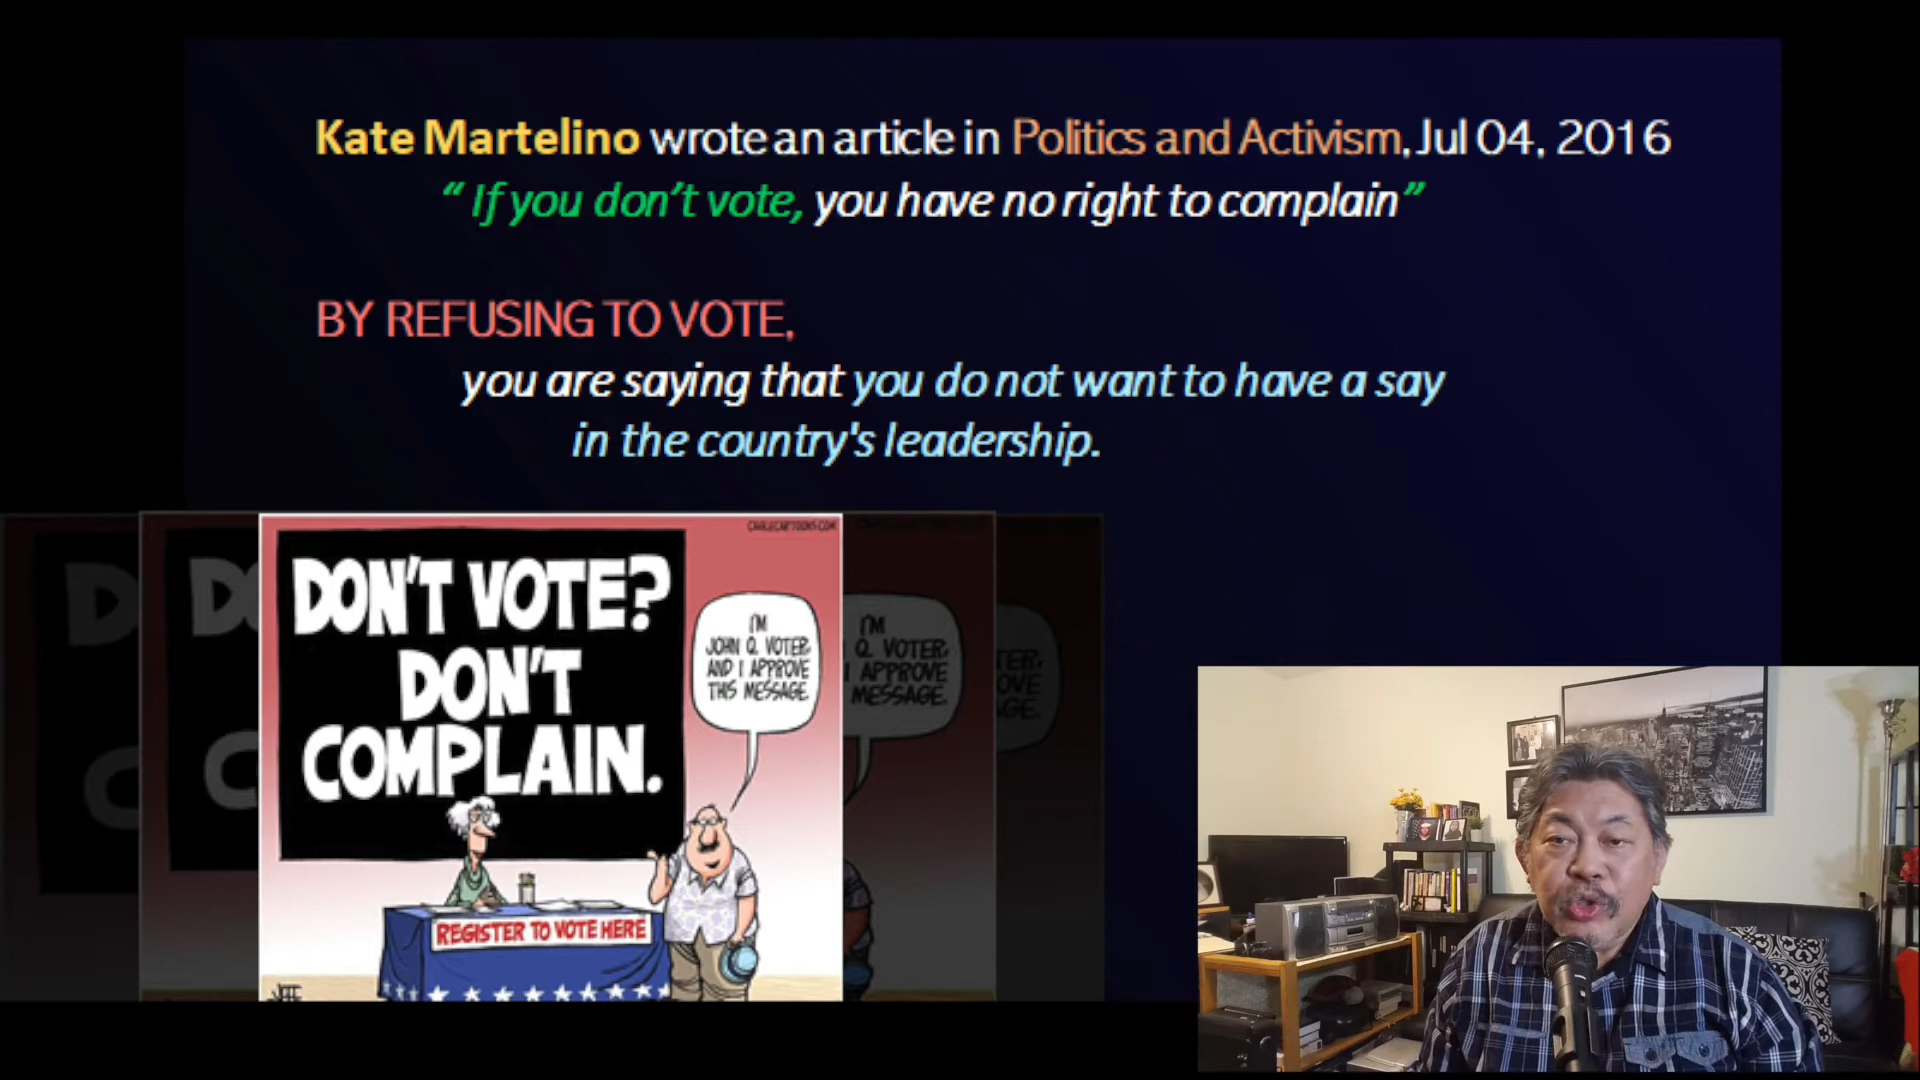 Kate Martelino wrote an article in Politics and Activism, Jul 04, 2016
“ If you don’t vote, you have no right to complain”
BY REFUSING TO VOTE,
you are saying that you do not want to have a say
in the country's leadership.
DON'T VOTE?
DON'T
COMPLAIN.
I'M
JOHN Q. VOTER,
AND I APPROVE
THIS MESSAGE.
I'M
Q. VOTER,
I APPROVE
MESSAGE.
REGISTER TO VOTE HERE